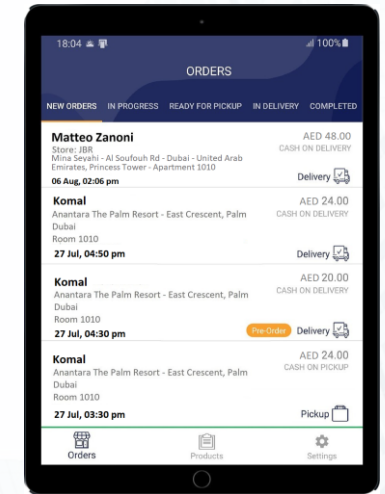 18:04
100%
ORDERS
NEW ORDERS IN PROGRESS READY FOR PICKUP IN DELIVERY COMPLETED
Matteo Zanoni AED 48.00
Store: JBR CASH ON DELIVERY
Mina Seyahi - Al Soufouh Rd - Dubai - United Arab
Emirates, Princess Tower - Apartment 1010
06 Aug, 02:06 pm Delivery
Komal AED 24.00
Anantara The Palm Resort - East Crescent, Palm CASH ON DELIVERY
Dubai
Room 1010
27 Jul, 04:50 pm Delivery
Komal AED 20.00
Anantara The Palm Resort - East Crescent, Palm CASH ON DELIVERY
Dubai
Room 1010
27 Jul, 04:30 pm Pre-Order Delivery
Komal AED 24.00
Anantara The Palm Resort - East Crescent, Palm CASH ON PICKUP
Dubai
Room 1010
27 Jul, 03:30 pm Pickup
Orders Products Settings